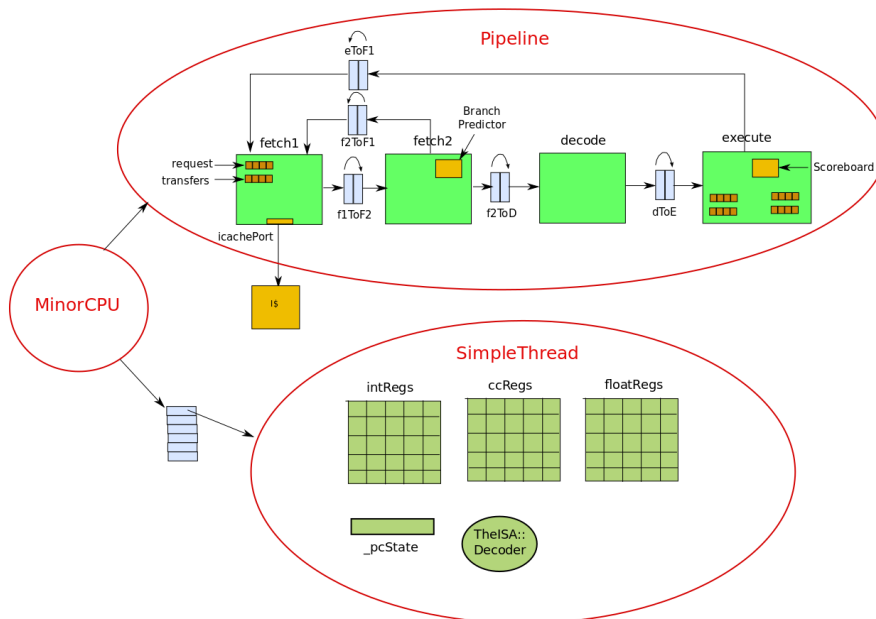 Pipeline
eToF1
Branch
Predictor
fetch1
f2ToF1
fetch2
decode
execute
request
transfers
Scoreboard
icachePort
f1ToF2
f2ToD
dToE
I$
MinorCPU
SimpleThread
intRegs
ccRegs
floatRegs
_pcState
TheISA::
Decoder